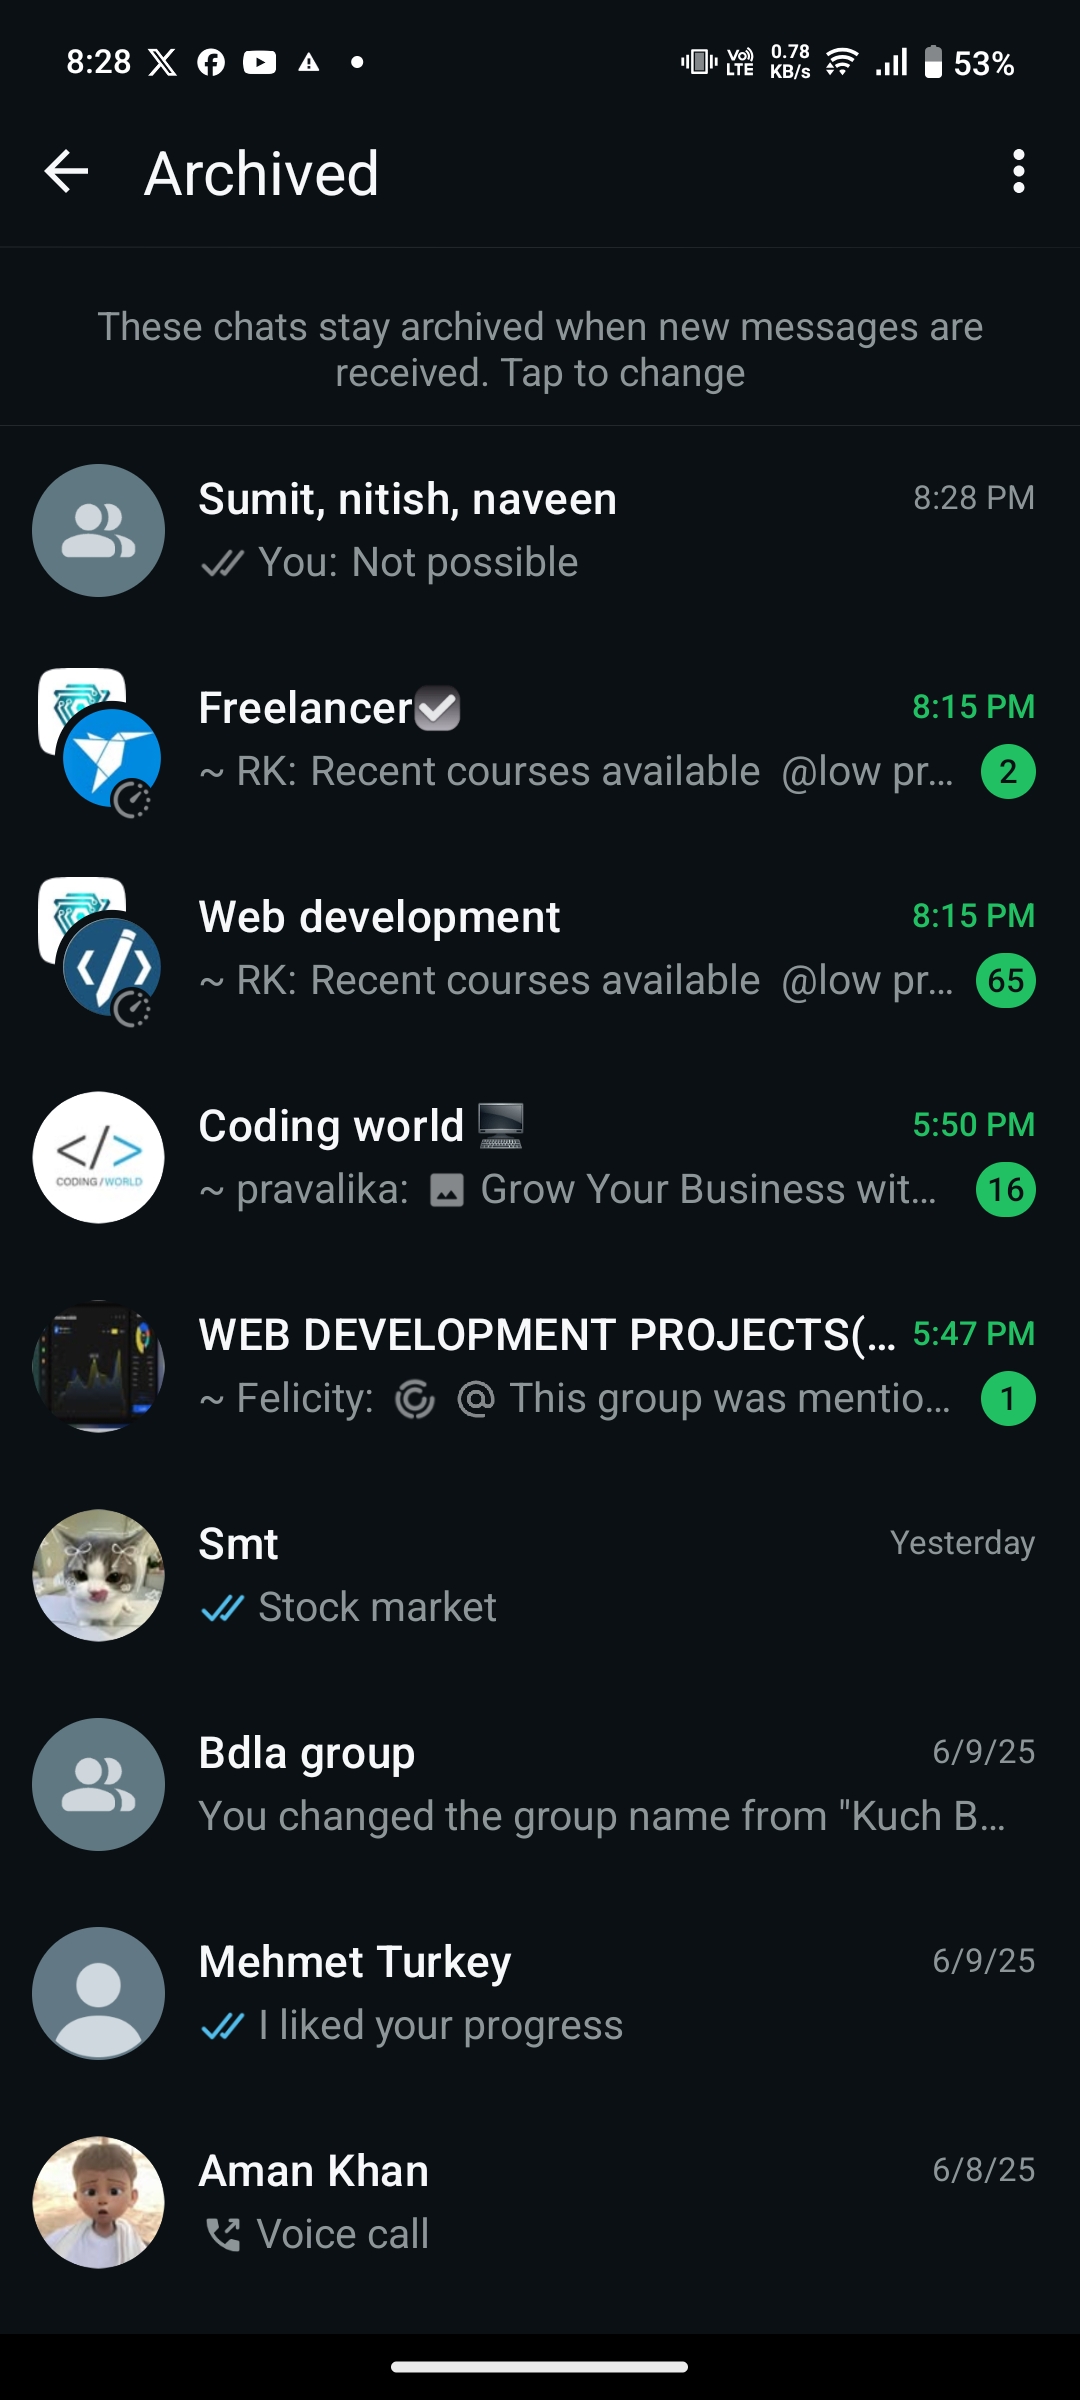 8:28 Vo) LTE 0.78 KB/s 53%
Archived
These chats stay archived when new messages are
received. Tap to change
Sumit, nitish, naveen 8:28 PM
You: Not possible
Freelancer☑️ 8:15 PM
~ RK: Recent courses available @low pr... 2
Web development 8:15 PM
~ RK: Recent courses available @low pr... 65
Coding world 🖥️ 5:50 PM
~ pravalika: Grow Your Business wit... 16
</>
CODING/WORLD
WEB DEVELOPMENT PROJECTS(... 5:47 PM
~ Felicity: @ This group was mentio... 1
Smt Yesterday
Stock market
Bdla group 6/9/25
You changed the group name from "Kuch B...
Mehmet Turkey 6/9/25
I liked your progress
Aman Khan 6/8/25
Voice call